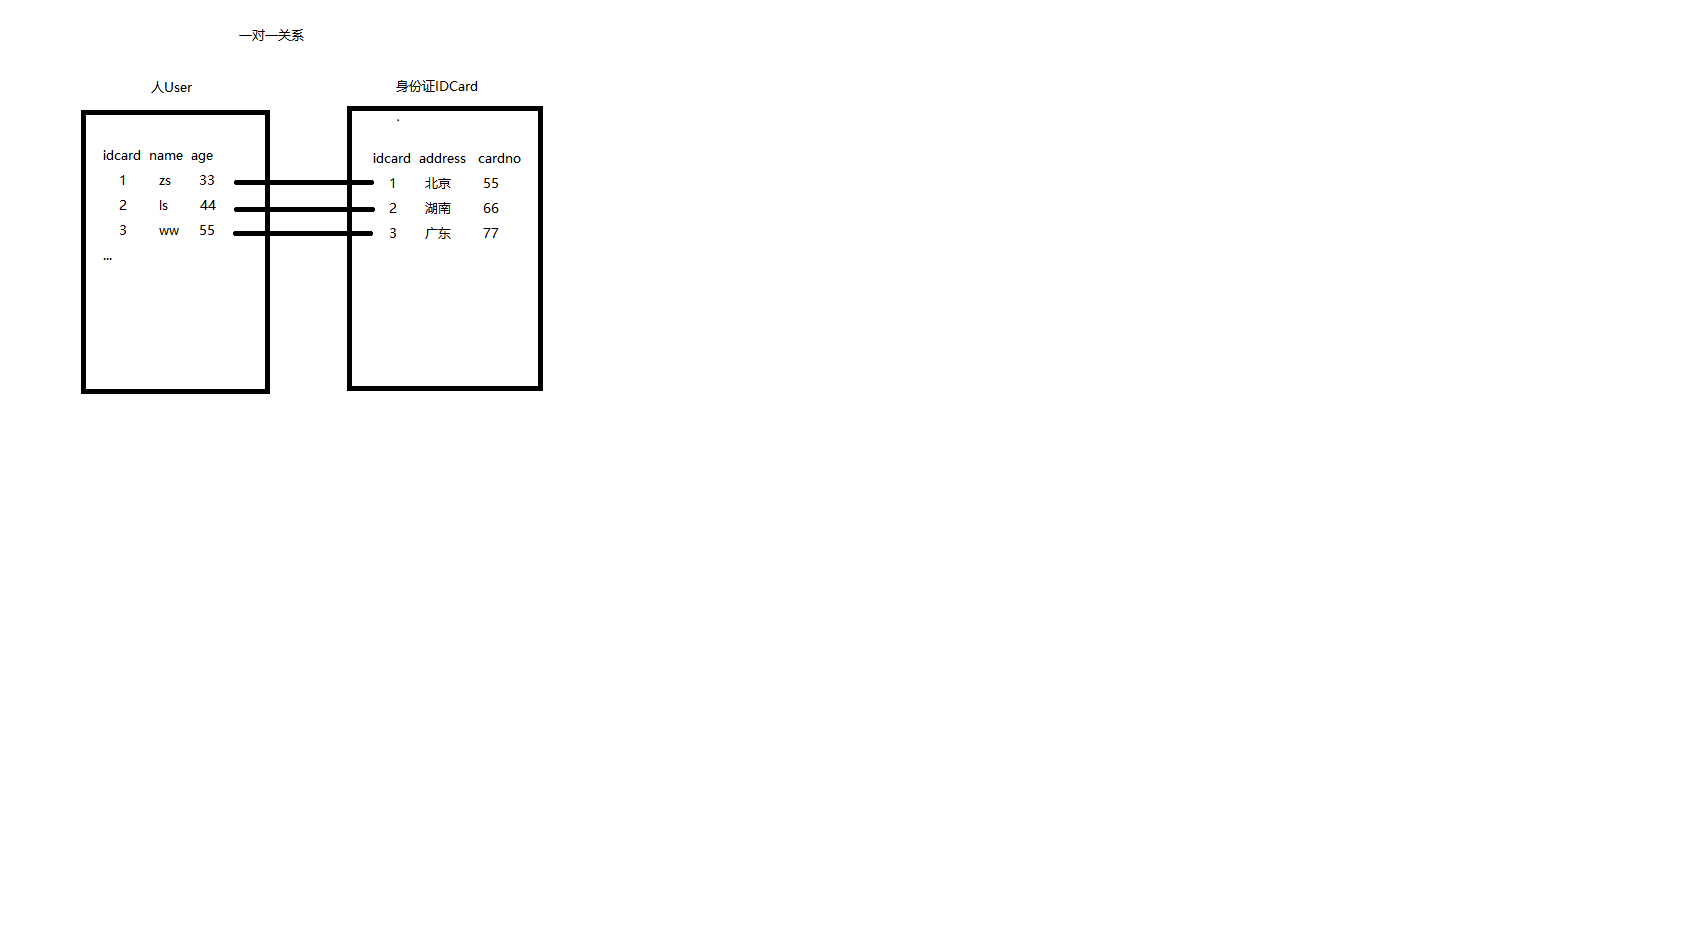 一对一关系
人User
身份证IDCard
idcard name age
1 zs 33
2 ls 44
3 ww 55
...
.
idcard address cardno
1 北京 55
2 湖南 66
3 广东 77